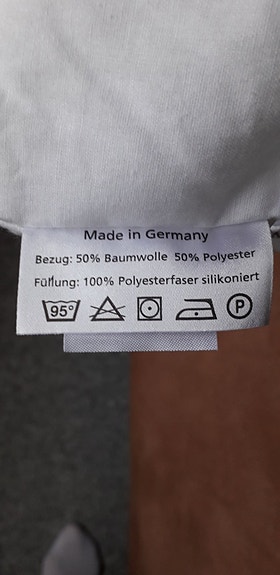 Made in Germany
Bezug: 50% Baumwolle 50% Polyester
Füllung: 100% Polyesterfaser silikoniert
95° P